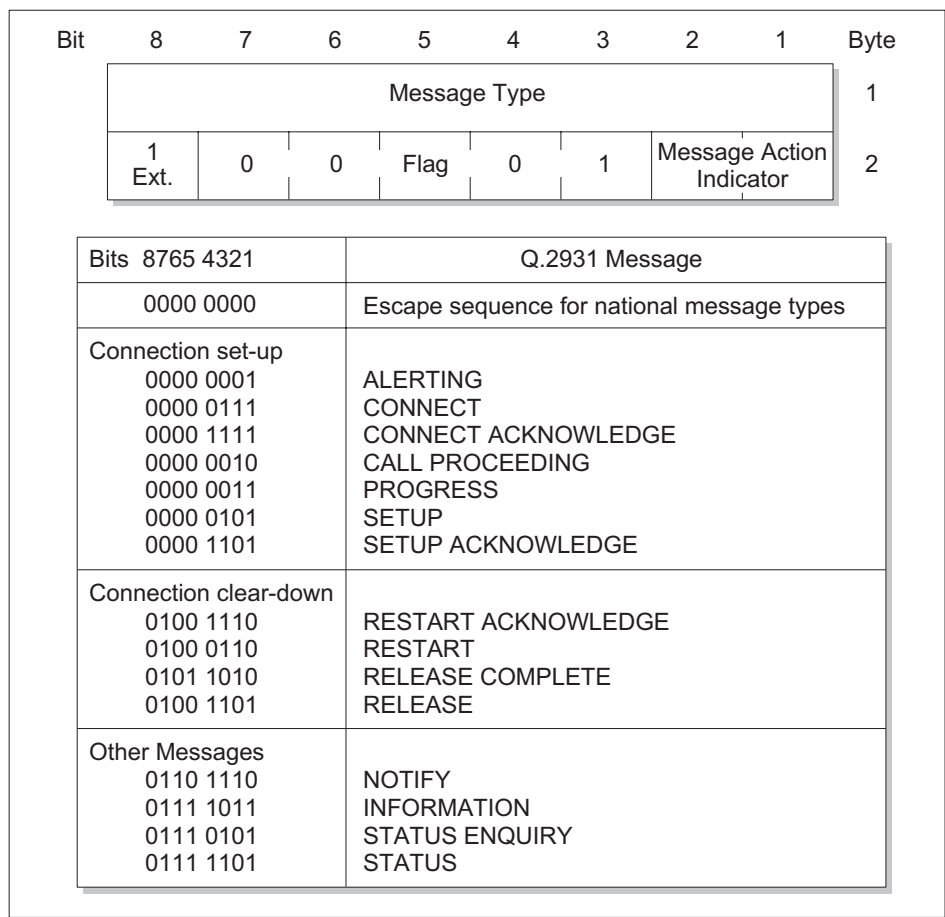 Bit 8 7 6 5 4 3 2 1 Byte
Message Type 1
1 Ext. 0 0 Flag 0 1 Message Action Indicator 2
Bits 8765 4321 Q.2931 Message
0000 0000 Escape sequence for national message types
Connection set-up
0000 0001 ALERTING
0000 0111 CONNECT
0000 1111 CONNECT ACKNOWLEDGE
0000 0010 CALL PROCEEDING
0000 0011 PROGRESS
0000 0101 SETUP
0000 1101 SETUP ACKNOWLEDGE
Connection clear-down
0100 1110 RESTART ACKNOWLEDGE
0100 0110 RESTART
0101 1010 RELEASE COMPLETE
0100 1101 RELEASE
Other Messages
0110 1110 NOTIFY
0111 1011 INFORMATION
0111 0101 STATUS ENQUIRY
0111 1101 STATUS